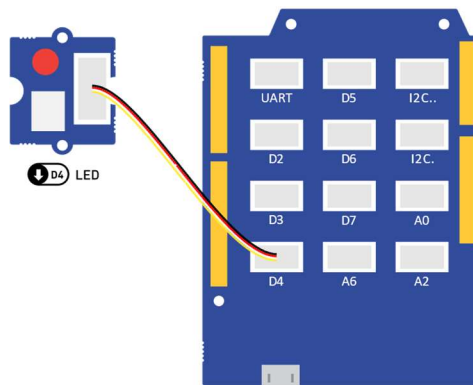 UART D5 I2C..
D2 D6 I2C.
D4 LED
D3 D7 A0
D4 A6 A2